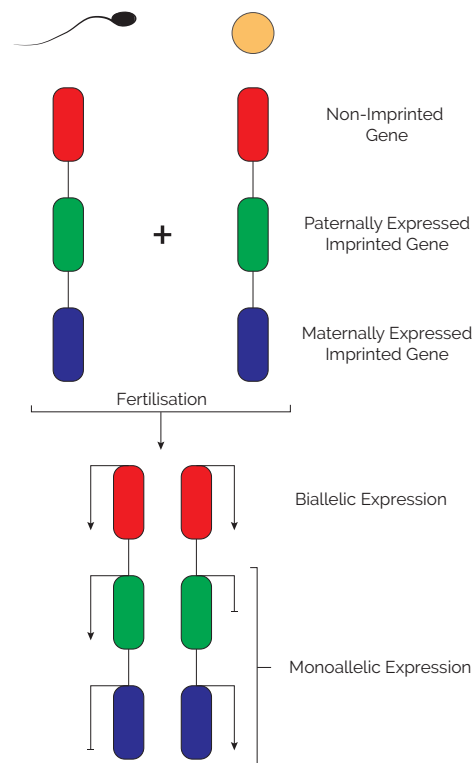 Non-Imprinted
Gene
+
Paternally Expressed
Imprinted Gene
Maternally Expressed
Imprinted Gene
Fertilisation
Biallelic Expression
Monoallelic Expression